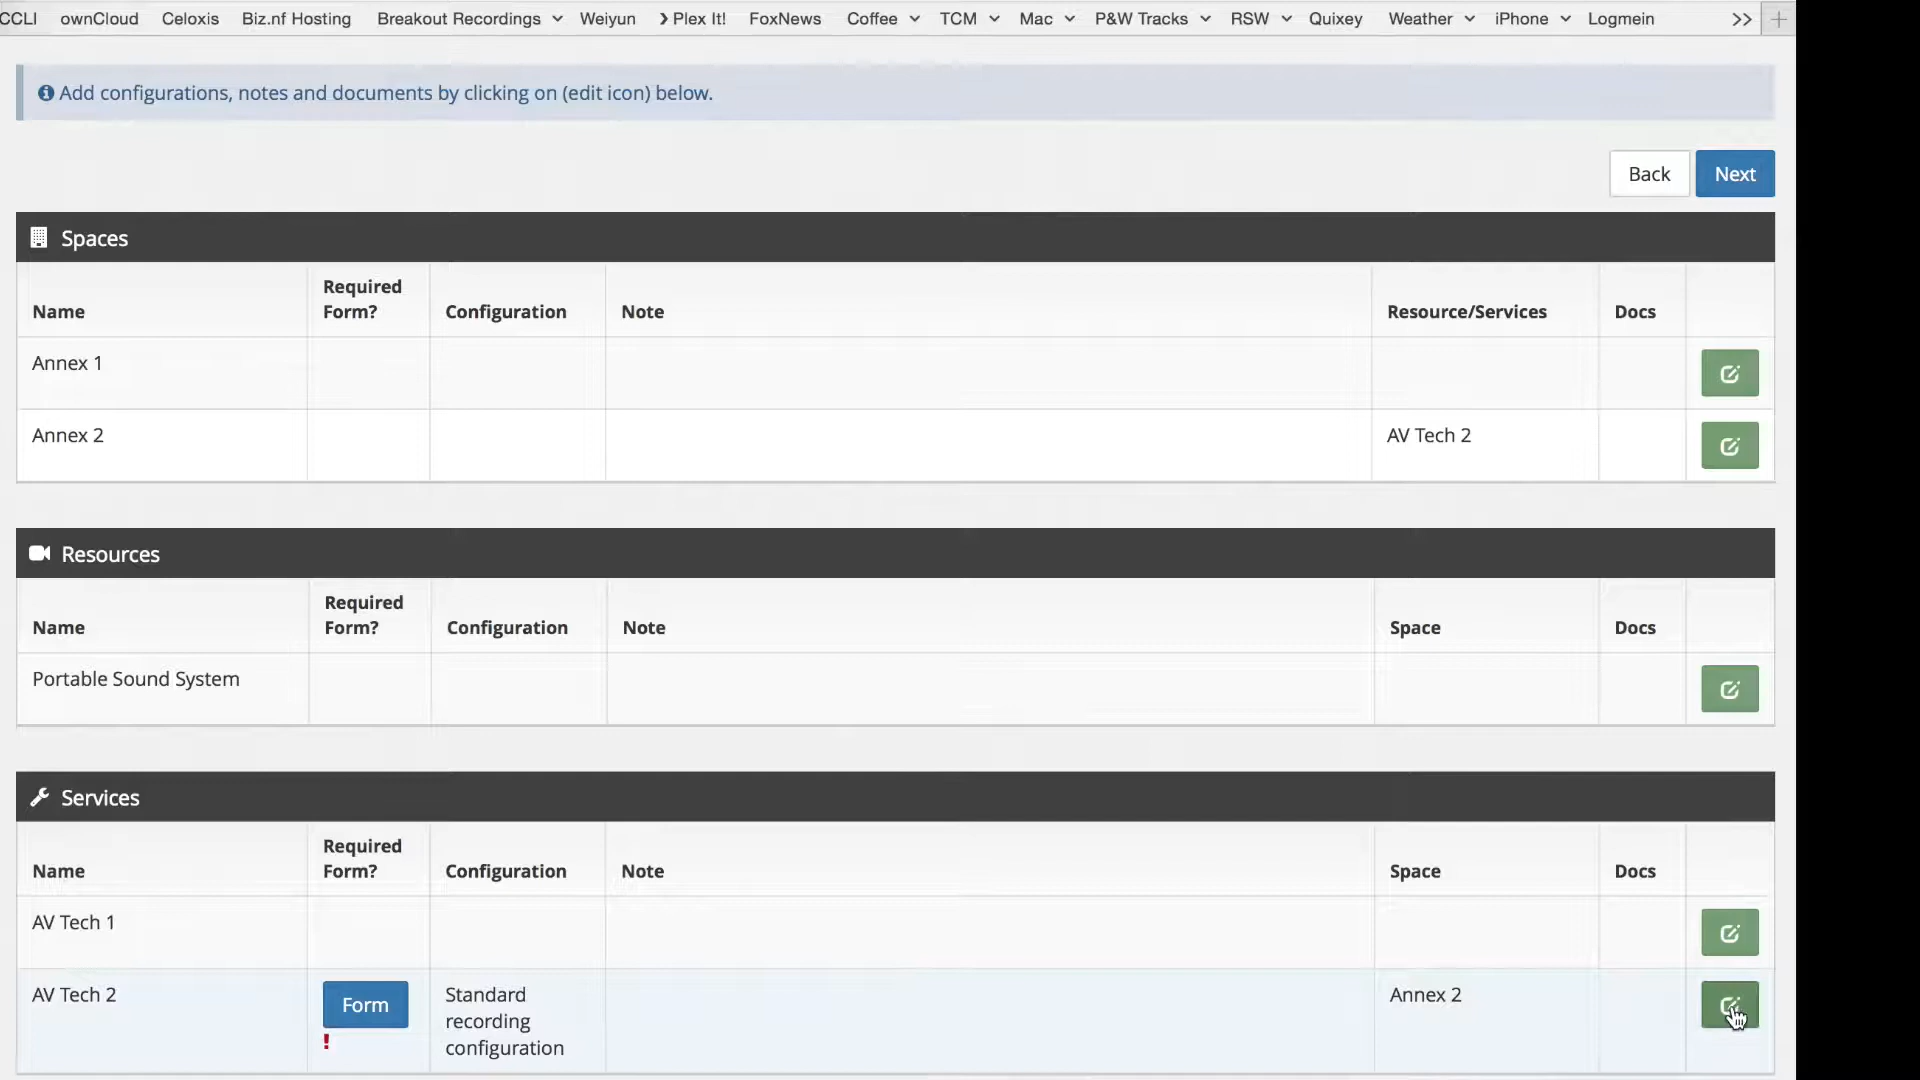 CCLI ownCloud Celoxis Biz.nf Hosting Breakout Recordings Weiyun ❯ Plex It! FoxNews Coffee TCM Mac P&W Tracks RSW Quixey Weather iPhone Logmein >> +
Add configurations, notes and documents by clicking on (edit icon) below.
Back Next
Spaces
Name Required Form? Configuration Note Resource/Services Docs
Annex 1
Annex 2 AV Tech 2
Resources
Name Required Form? Configuration Note Space Docs
Portable Sound System
Services
Name Required Form? Configuration Note Space Docs
AV Tech 1
AV Tech 2 Form Standard Annex 2
recording
! configuration